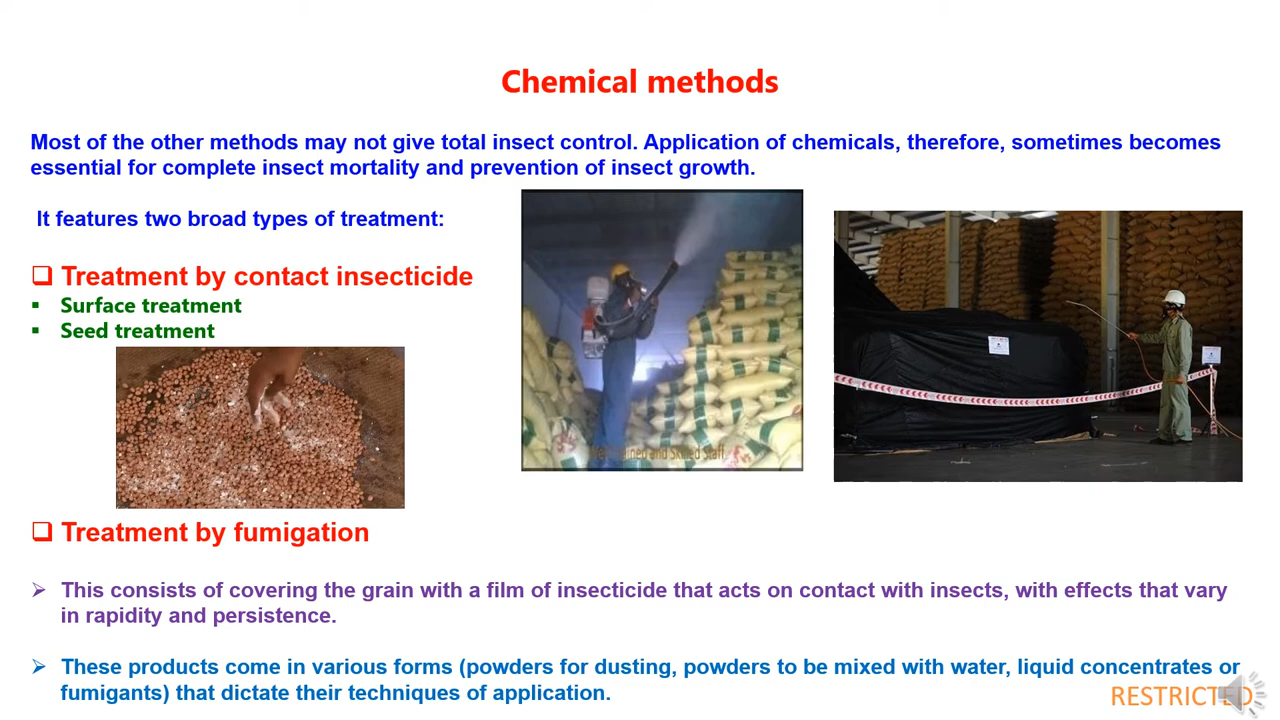 Chemical methods
Most of the other methods may not give total insect control. Application of chemicals, therefore, sometimes becomes
essential for complete insect mortality and prevention of insect growth.
It features two broad types of treatment:
Treatment by contact insecticide
Surface treatment
Seed treatment
and Skilled Staff
Treatment by fumigation
This consists of covering the grain with a film of insecticide that acts on contact with insects, with effects that vary
in rapidity and persistence.
These products come in various forms (powders for dusting, powders to be mixed with water, liquid concentrates or
fumigants) that dictate their techniques of application.
RESTRICTED